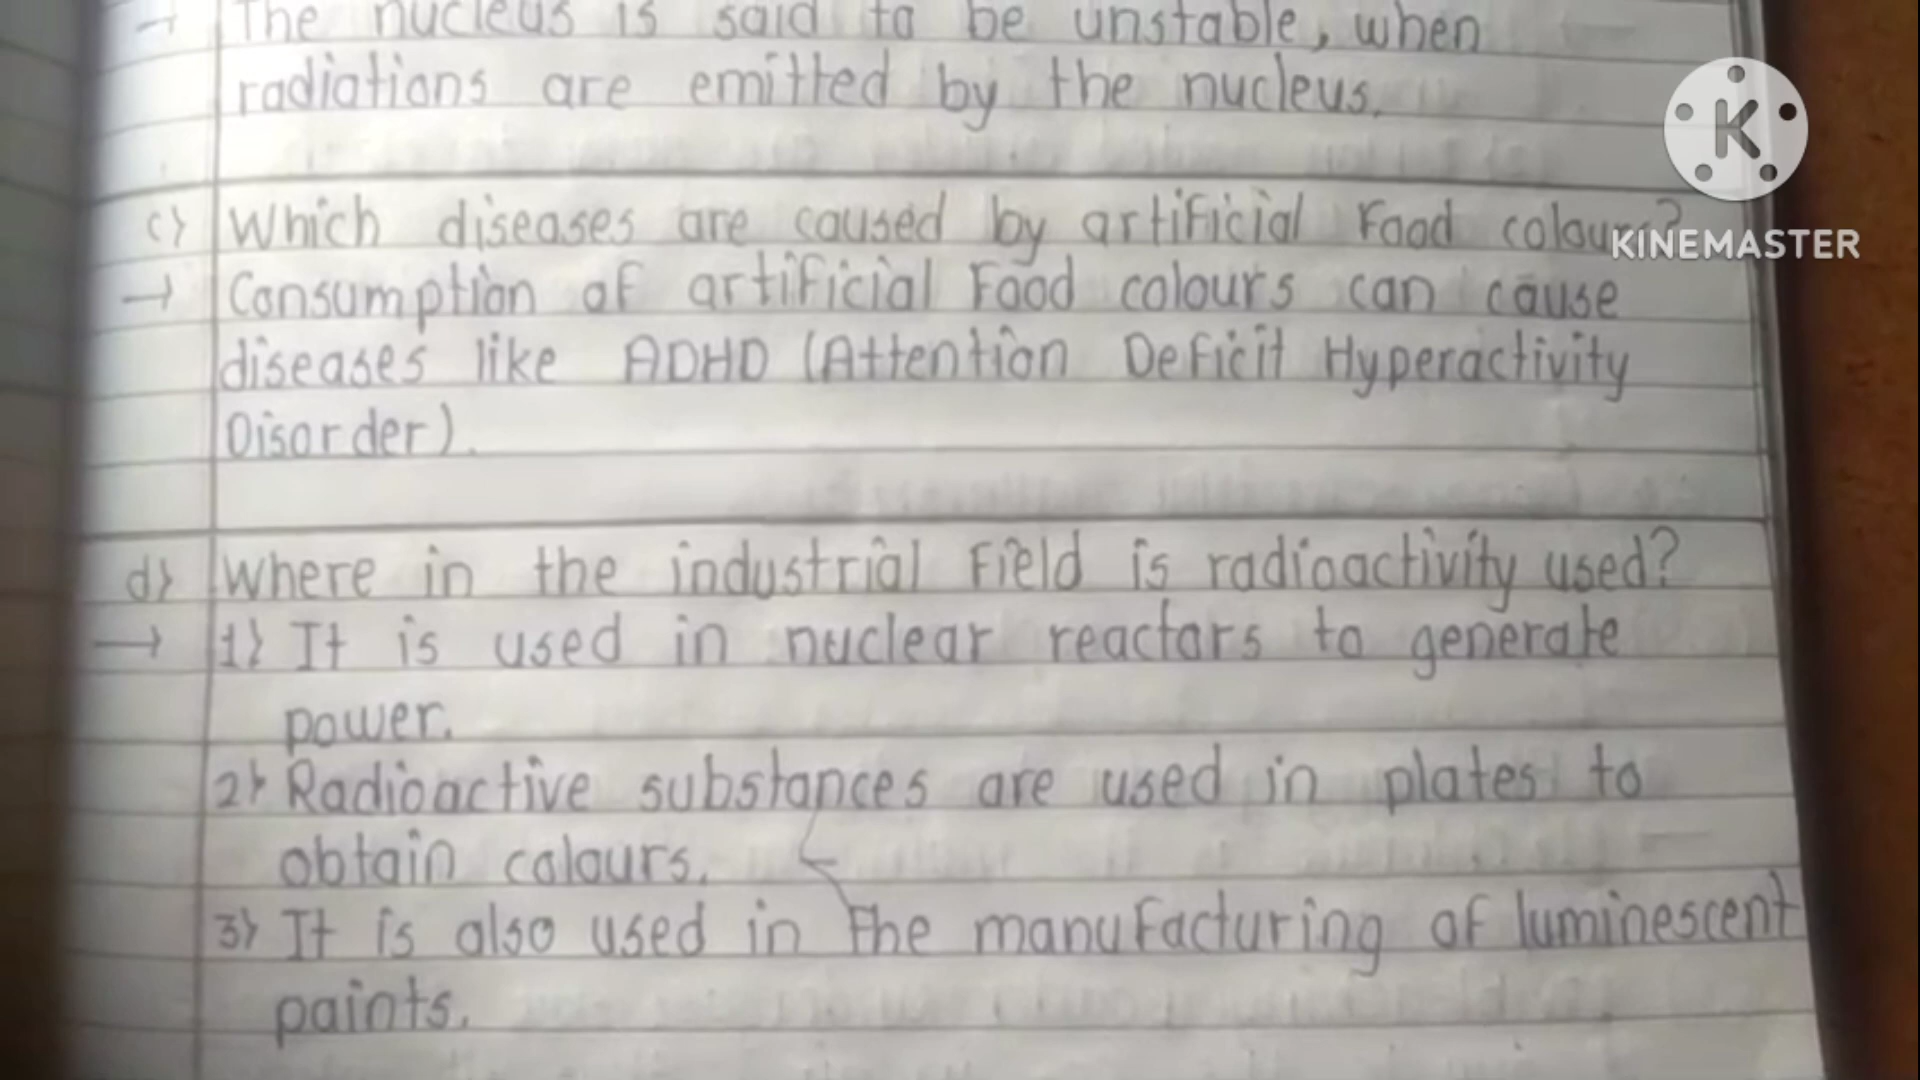 → The nucleus is said to be unstable, when
radiations are emitted by the nucleus.
c) Which diseases are caused by artificial Food colours?
→ Consumption of artificial Food colours can cause
diseases like ADHD (Attention Deficit Hyperactivity
Disorder).
d) Where in the industrial Field is radioactivity used?
→ 1) It is used in nuclear reactors to generate
power.
2) Radioactive substances are used in plates to
obtain colours.
3) It is also used in the manufacturing of luminescent
paints.
K
KINEMASTER